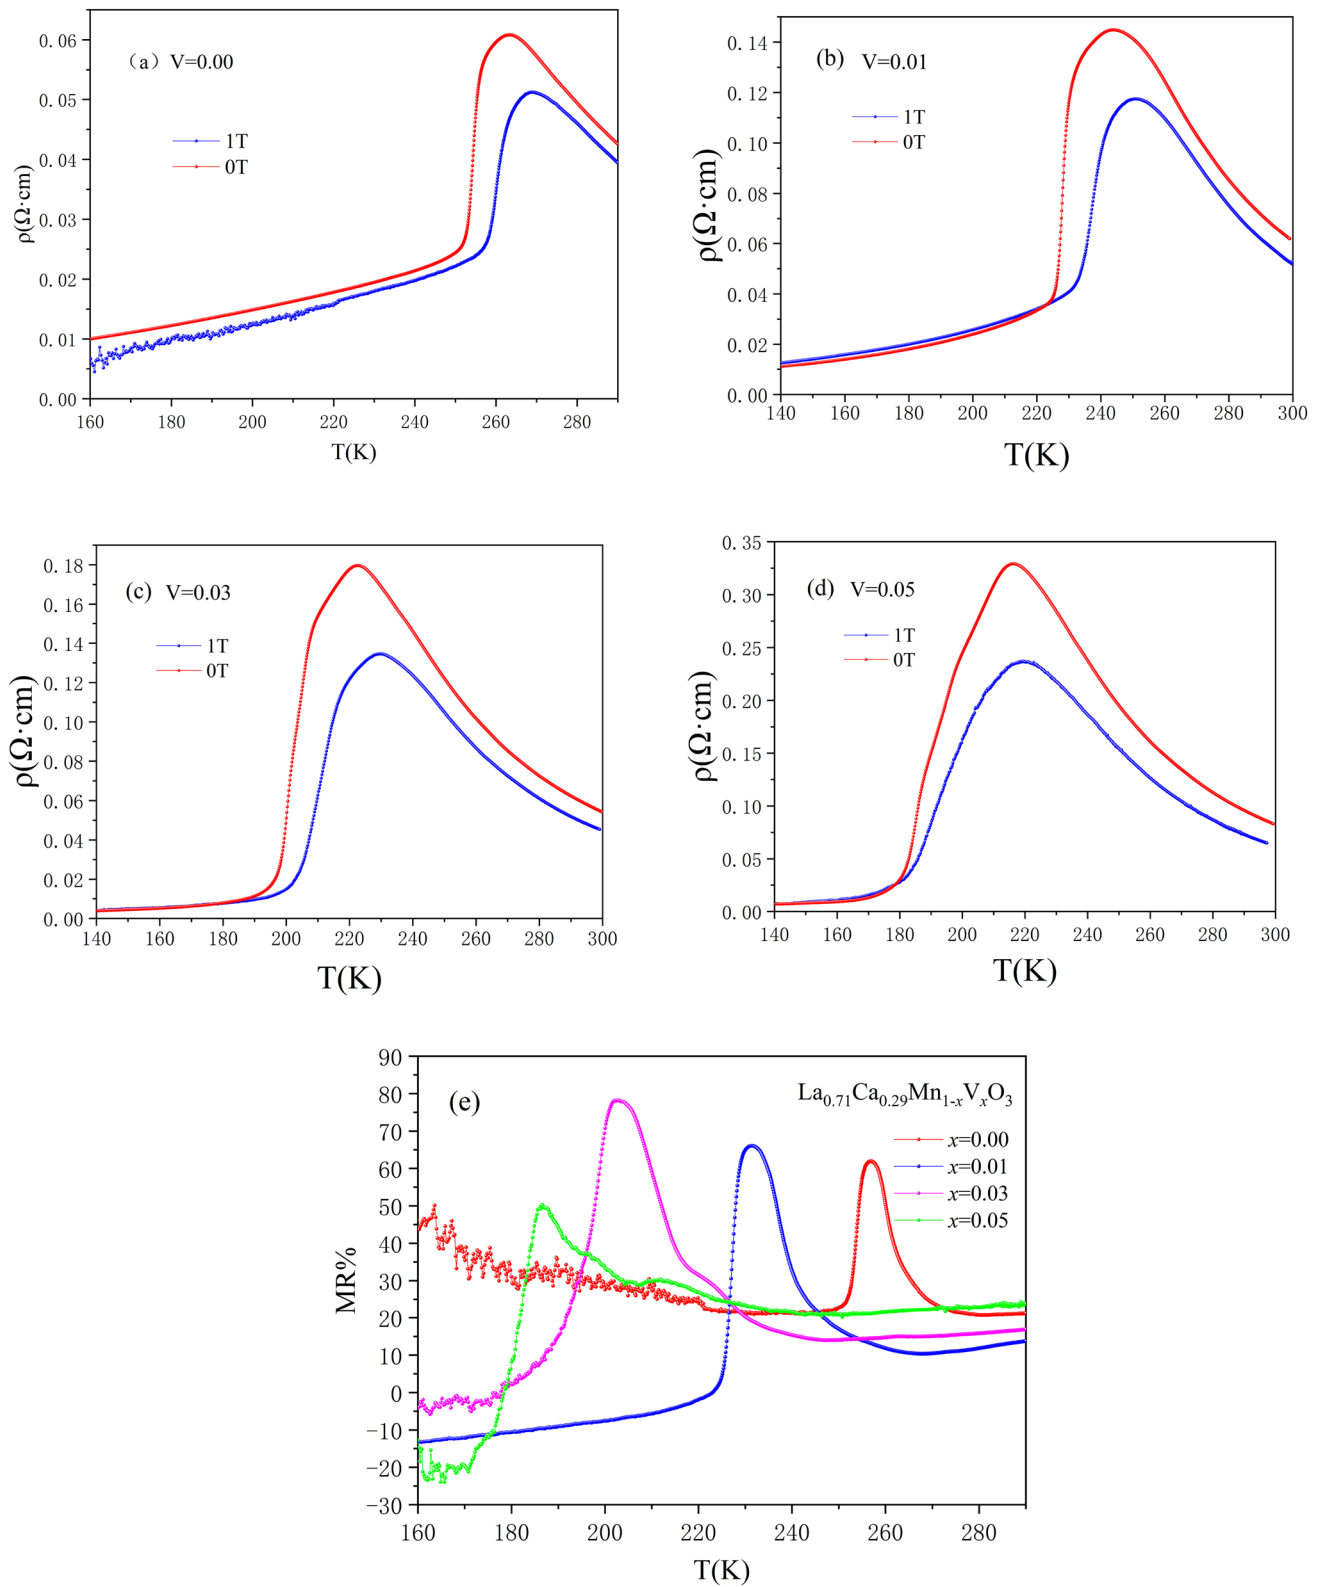 (a) V=0.00
1T
0T
0.06
0.05
0.04
0.03
0.02
0.01
0.00
ρ(Ω·cm)
160 180 200 220 240 260 280
T(K)
(b) V=0.01
1T
0T
0.14
0.12
0.10
0.08
0.06
0.04
0.02
0.00
ρ(Ω·cm)
140 160 180 200 220 240 260 280 300
T(K)
(c) V=0.03
1T
0T
0.18
0.16
0.14
0.12
0.10
0.08
0.06
0.04
0.02
0.00
ρ(Ω·cm)
140 160 180 200 220 240 260 280 300
T(K)
(d) V=0.05
1T
0T
0.35
0.30
0.25
0.20
0.15
0.10
0.05
0.00
ρ(Ω·cm)
140 160 180 200 220 240 260 280 300
T(K)
(e)
La0.71Ca0.29Mn1-xVxO3
x=0.00
x=0.01
x=0.03
x=0.05
90
80
70
60
50
40
30
20
10
0
−10
−20
−30
MR%
160 180 200 220 240 260 280
T(K)